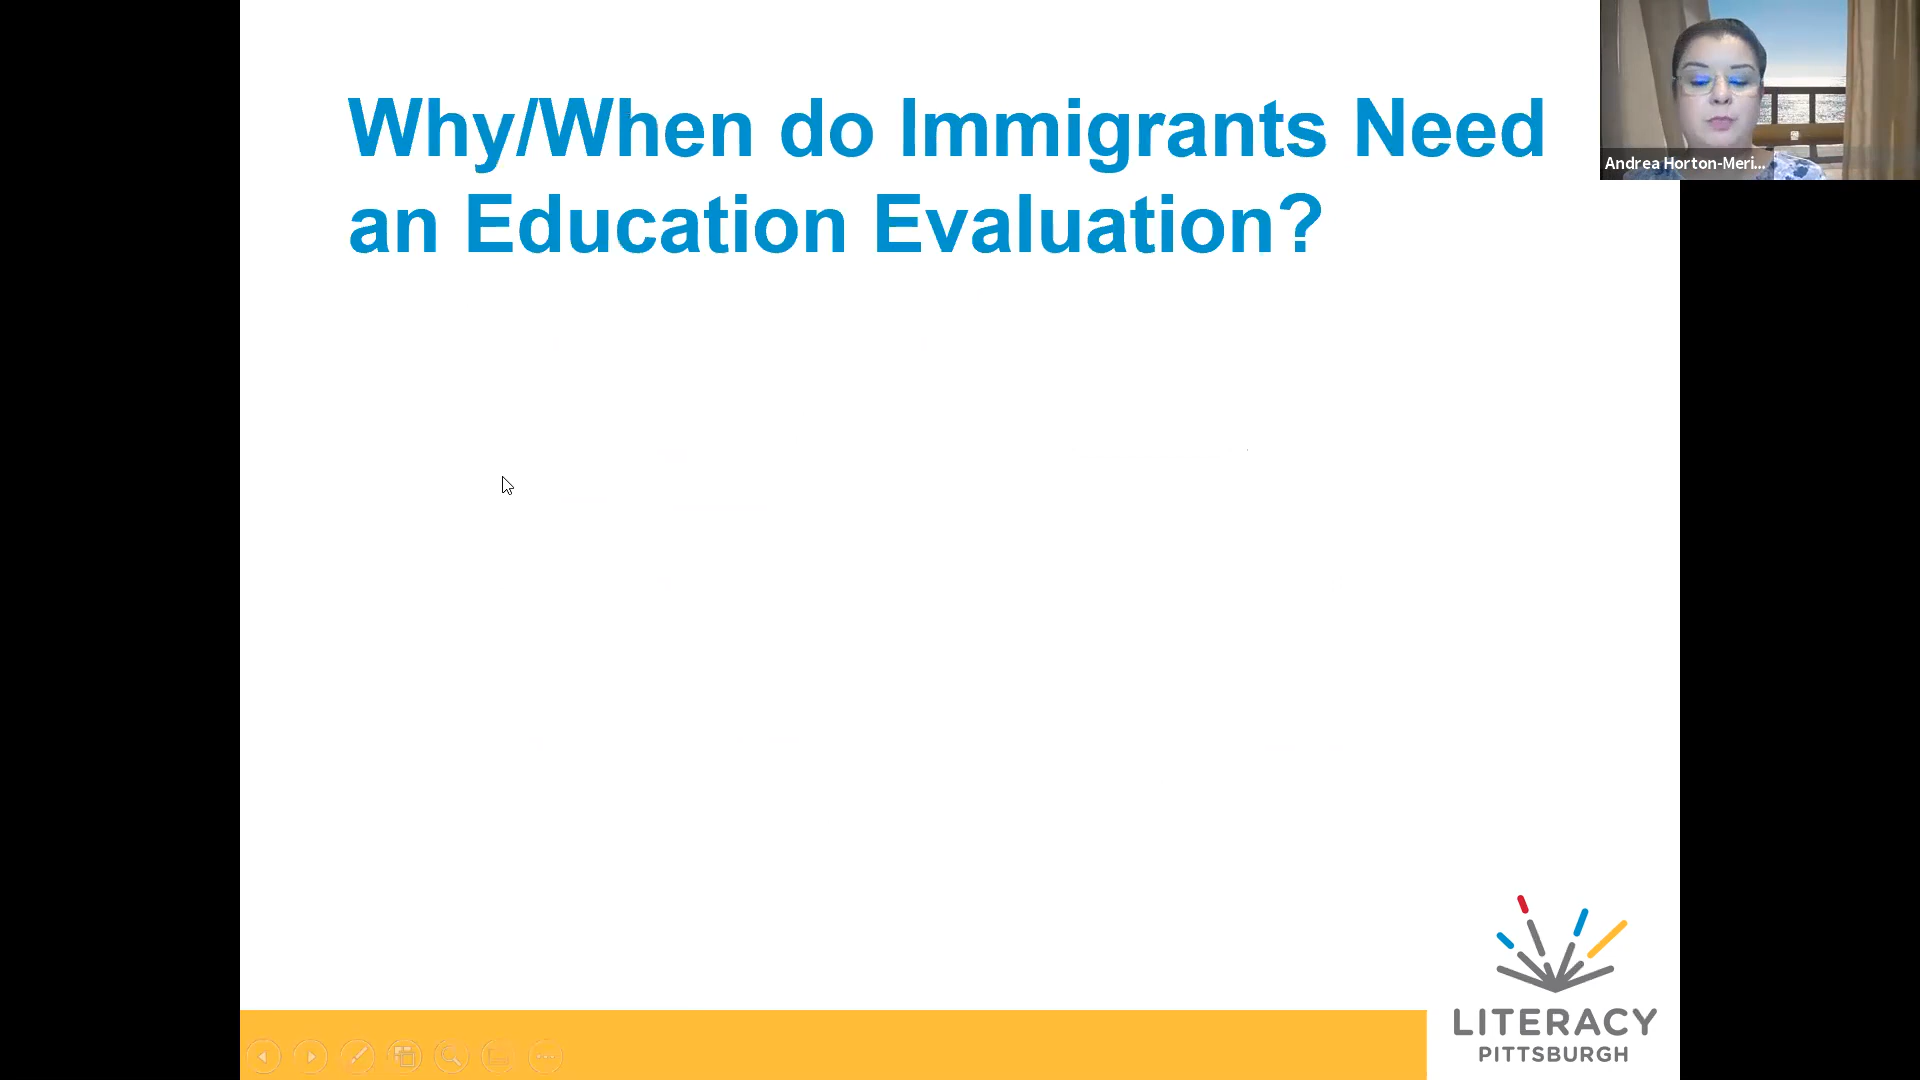 Why/When do Immigrants Need
an Education Evaluation?
Andrea Horton-Meri...
LITERACY
PITTSBURGH